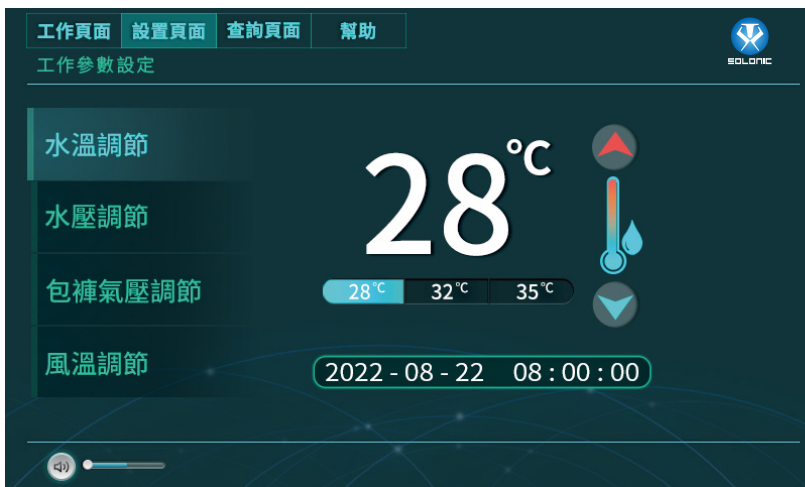 工作頁面 設置頁面 查詢頁面 幫助
工作參數設定
SOLONIC
水溫調節
水壓調節
包褲氣壓調節
風溫調節
28°C
28°C 32°C 35°C
2022 - 08 - 22 08 : 00 : 00